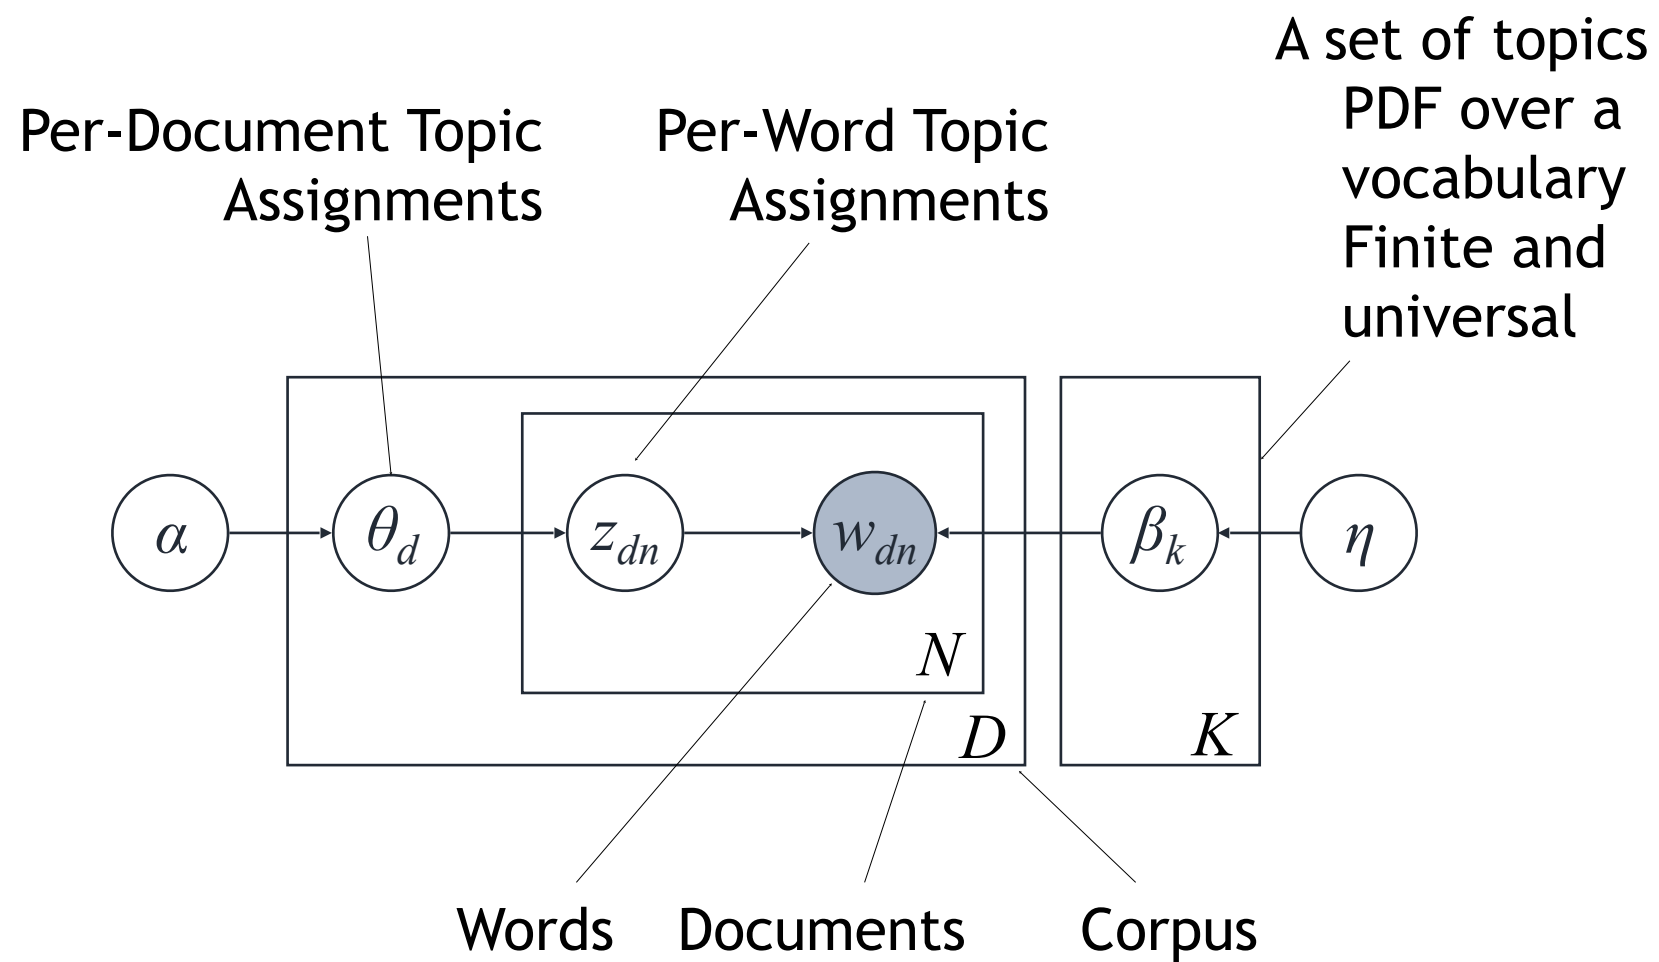 A set of topics
PDF over a
vocabulary
Finite and
universal
Per-Document Topic
Assignments
Per-Word Topic
Assignments
α
θd
zdn
wdn
βk
η
N
D
K
Words
Documents
Corpus